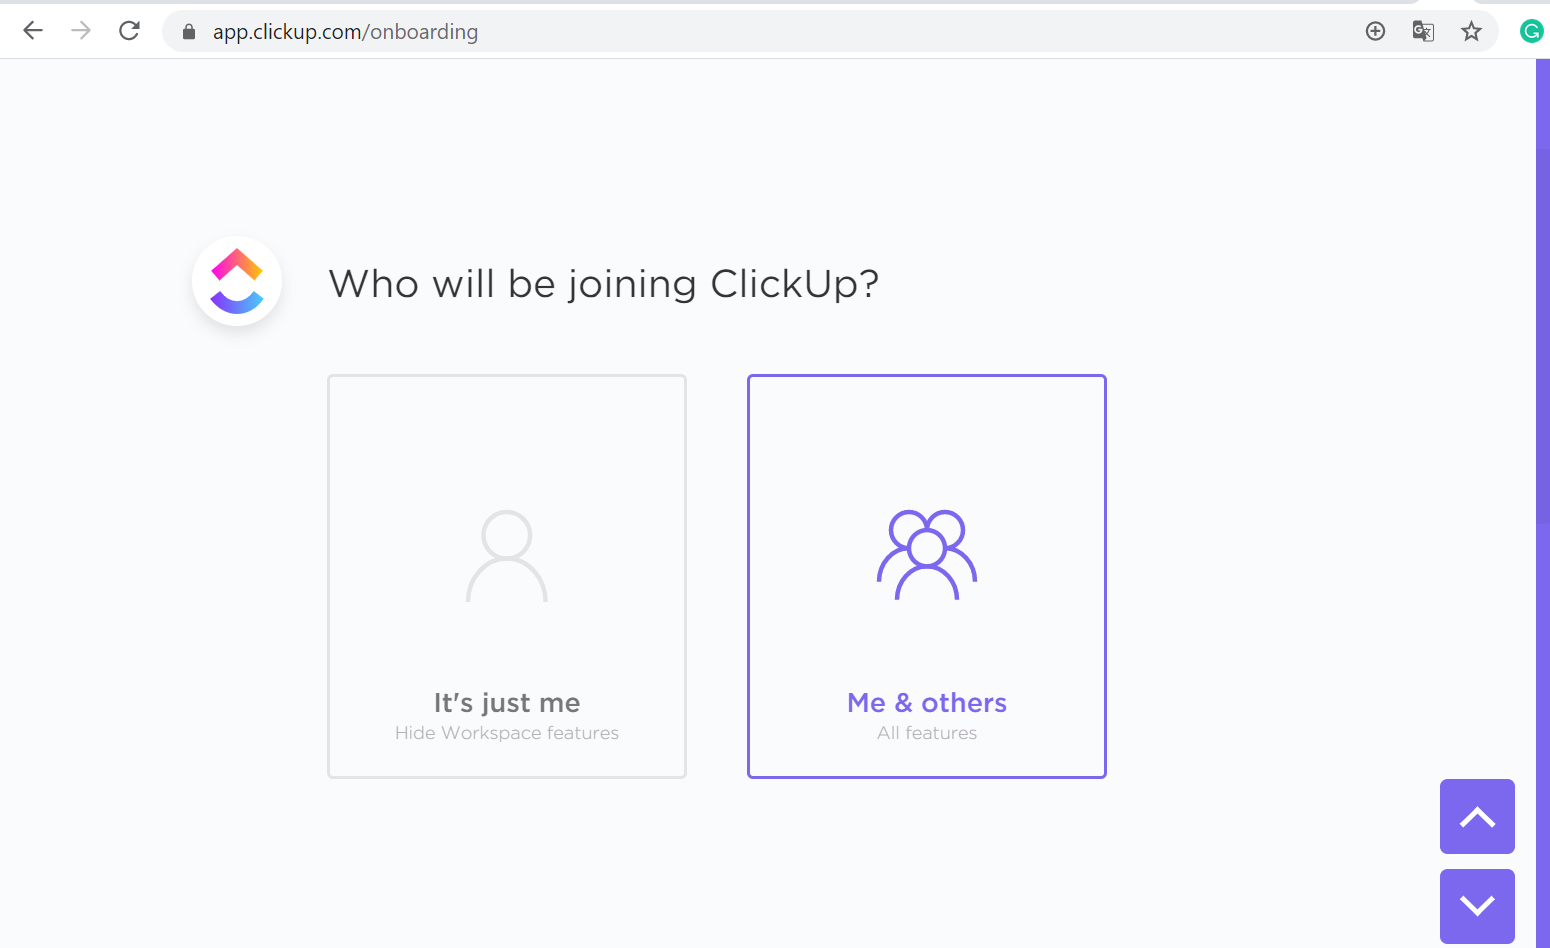 app.clickup.com/onboarding
Who will be joining ClickUp?
It's just me
Hide Workspace features
Me & others
All features